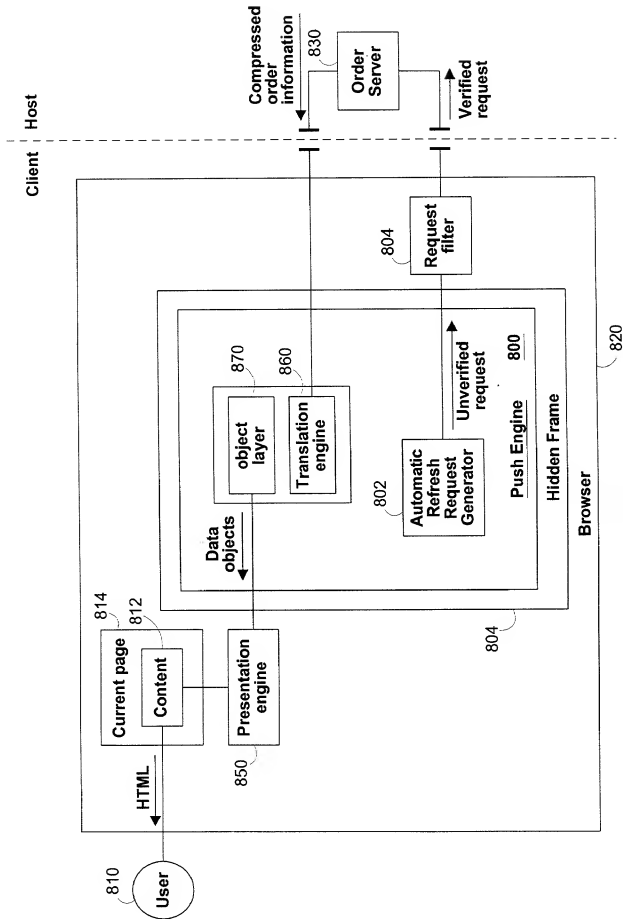 Client
Host
Compressed
order
information
830
Order
Server
Verified
request
804
Request
filter
870
object
layer
860
Translation
engine
Unverified
request
802
Automatic
Refresh
Request
Generator
Push Engine 800
Hidden Frame
Browser
820
804
Data
objects
814
812
Current page
Content
Presentation
engine
850
HTML
810
User